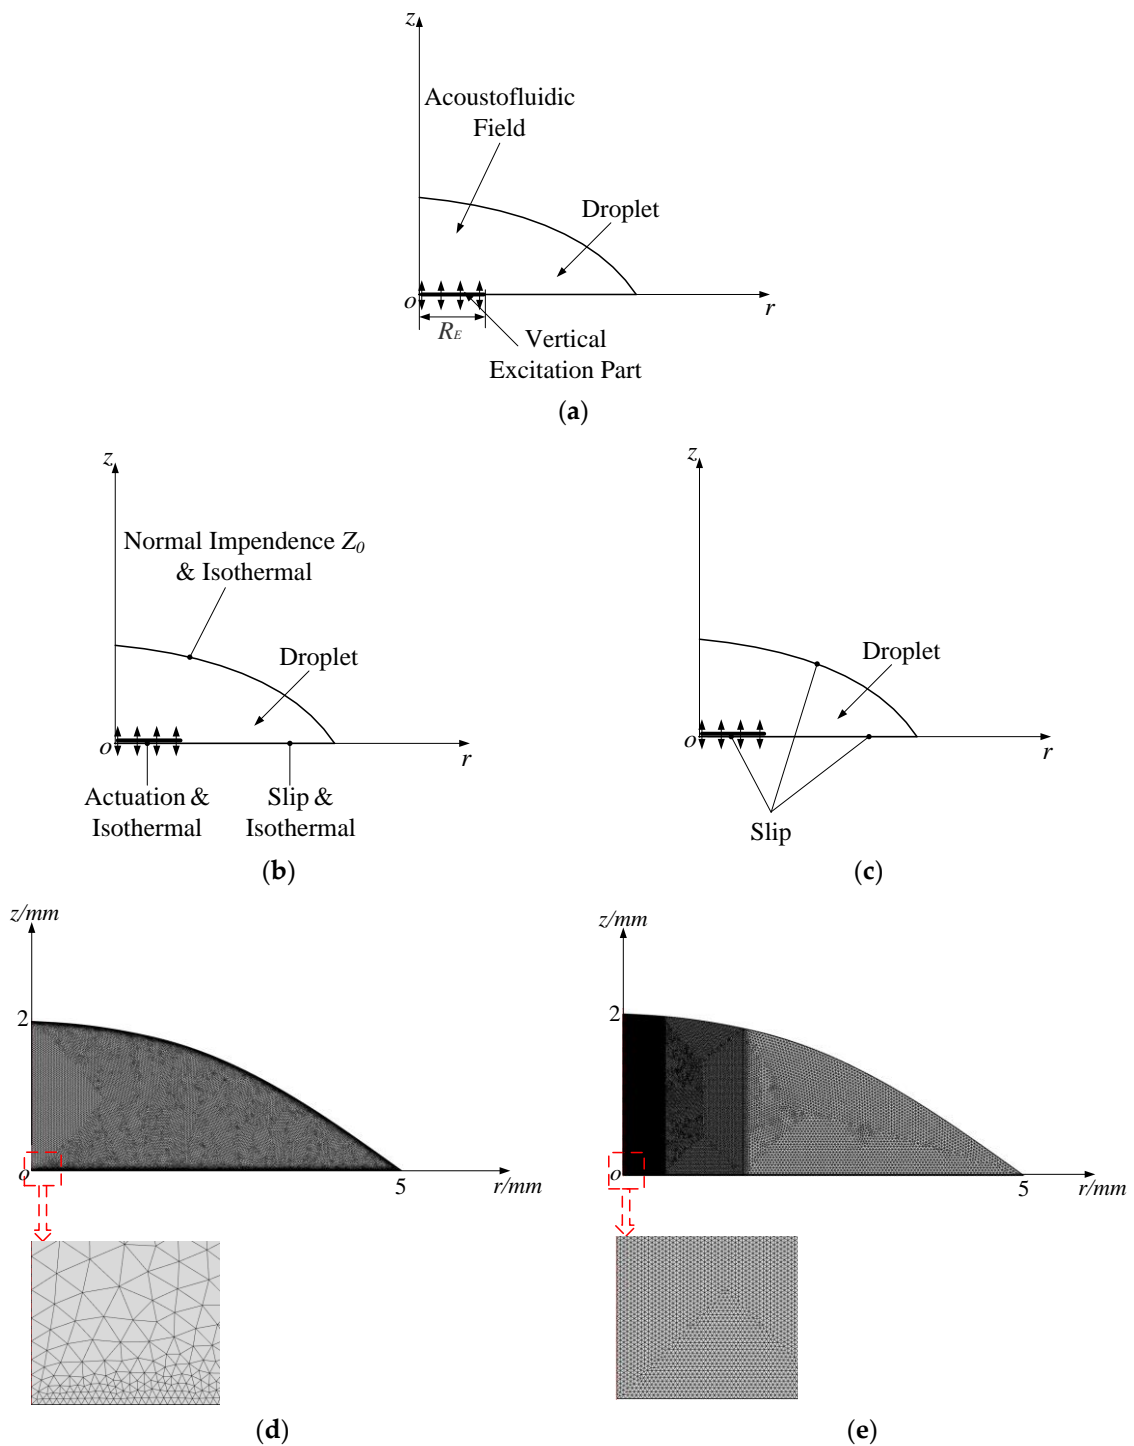 z
Acoustofluidic
Field
Droplet
o
r
RE
Vertical
Excitation Part
(a)
z
Normal Impendence Z0
& Isothermal
Droplet
o
r
Actuation &
Isothermal
Slip &
Isothermal
(b)
z
Droplet
o
r
Slip
(c)
z/mm
2
o
5
r/mm
(d)
z/mm
2
o
5
r/mm
(e)